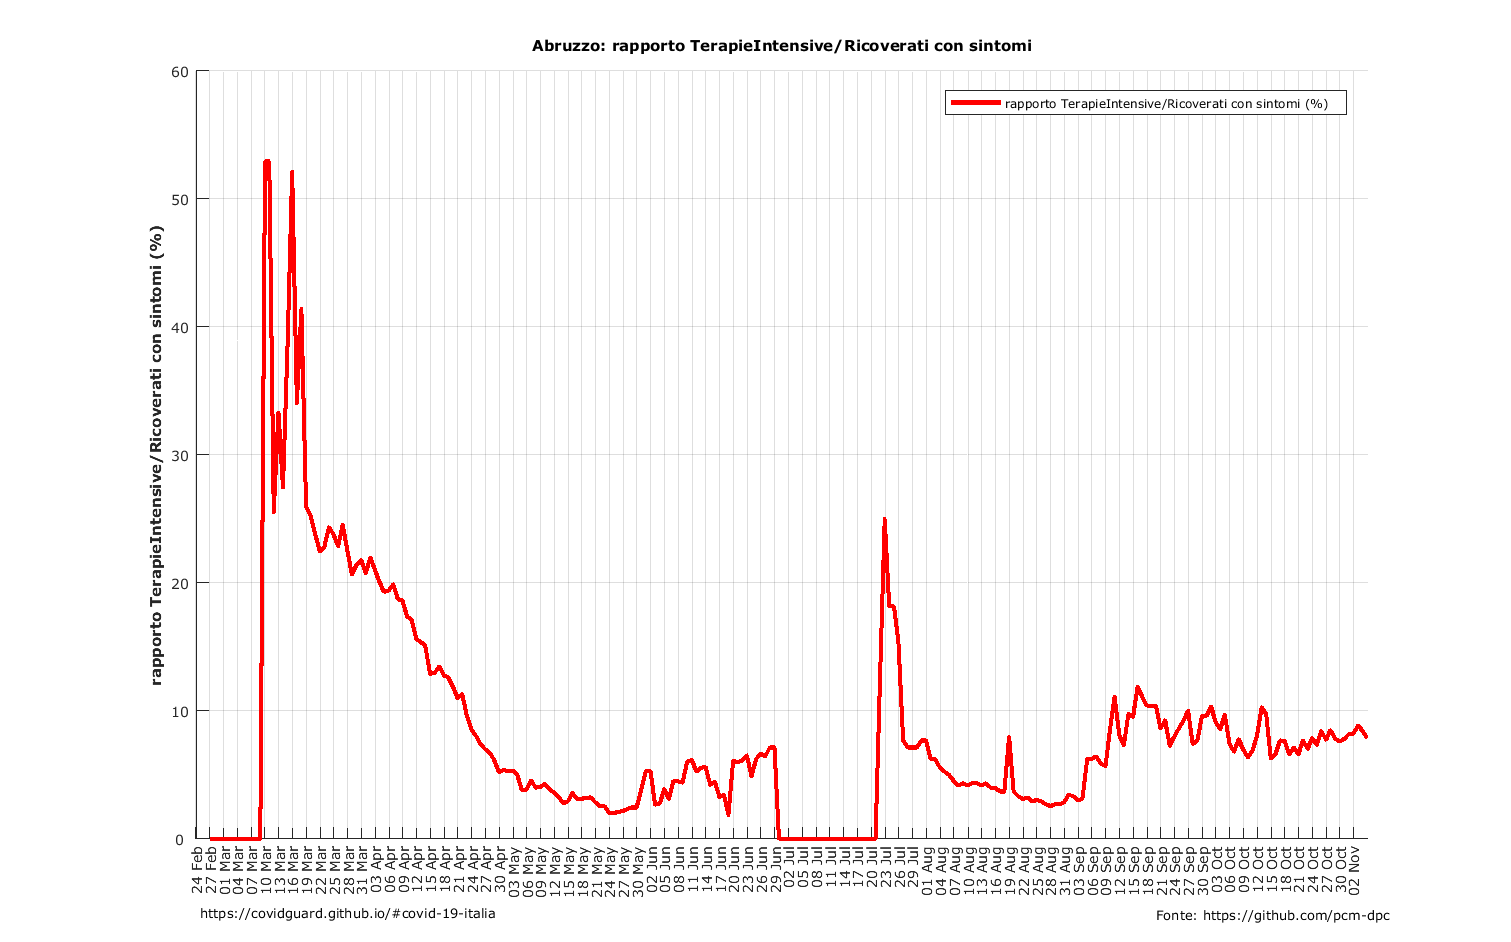 Abruzzo: rapporto TerapieIntensive/Ricoverati con sintomi
rapporto TerapieIntensive/Ricoverati con sintomi (%)
rapporto TerapieIntensive/Ricoverati con sintomi (%)
60
50
40
30
20
10
0
24 Feb
27 Feb
01 Mar
04 Mar
07 Mar
10 Mar
13 Mar
16 Mar
19 Mar
22 Mar
25 Mar
28 Mar
31 Mar
03 Apr
06 Apr
09 Apr
12 Apr
15 Apr
18 Apr
21 Apr
24 Apr
27 Apr
30 Apr
03 May
06 May
09 May
12 May
15 May
18 May
21 May
24 May
27 May
30 May
02 Jun
05 Jun
08 Jun
11 Jun
14 Jun
17 Jun
20 Jun
23 Jun
26 Jun
29 Jun
02 Jul
05 Jul
08 Jul
11 Jul
14 Jul
17 Jul
20 Jul
23 Jul
26 Jul
29 Jul
01 Aug
04 Aug
07 Aug
10 Aug
13 Aug
16 Aug
19 Aug
22 Aug
25 Aug
28 Aug
31 Aug
03 Sep
06 Sep
09 Sep
12 Sep
15 Sep
18 Sep
21 Sep
24 Sep
27 Sep
30 Sep
03 Oct
06 Oct
09 Oct
12 Oct
15 Oct
18 Oct
21 Oct
24 Oct
27 Oct
30 Oct
02 Nov
https://covidguard.github.io/#covid-19-italia
Fonte: https://github.com/pcm-dpc